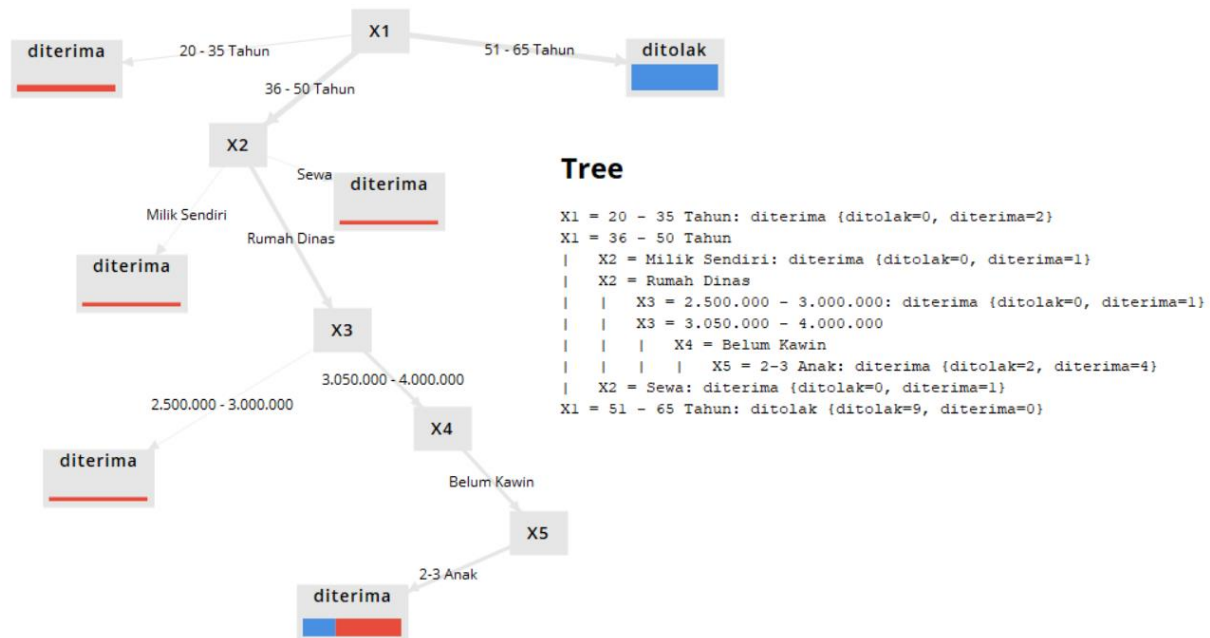 X1
diterima
20 - 35 Tahun
51 - 65 Tahun
ditolak
36 - 50 Tahun
X2
Sewa
diterima
Milik Sendiri
Rumah Dinas
diterima
X3
3.050.000 - 4.000.000
2.500.000 - 3.000.000
X4
diterima
Belum Kawin
X5
2-3 Anak
diterima
Tree
X1 = 20 - 35 Tahun: diterima {ditolak=0, diterima=2}
X1 = 36 - 50 Tahun
|   X2 = Milik Sendiri: diterima {ditolak=0, diterima=1}
|   X2 = Rumah Dinas
|   |   X3 = 2.500.000 - 3.000.000: diterima {ditolak=0, diterima=1}
|   |   X3 = 3.050.000 - 4.000.000
|   |   |   X4 = Belum Kawin
|   |   |   |   X5 = 2-3 Anak: diterima {ditolak=2, diterima=4}
|   X2 = Sewa: diterima {ditolak=0, diterima=1}
X1 = 51 - 65 Tahun: ditolak {ditolak=9, diterima=0}